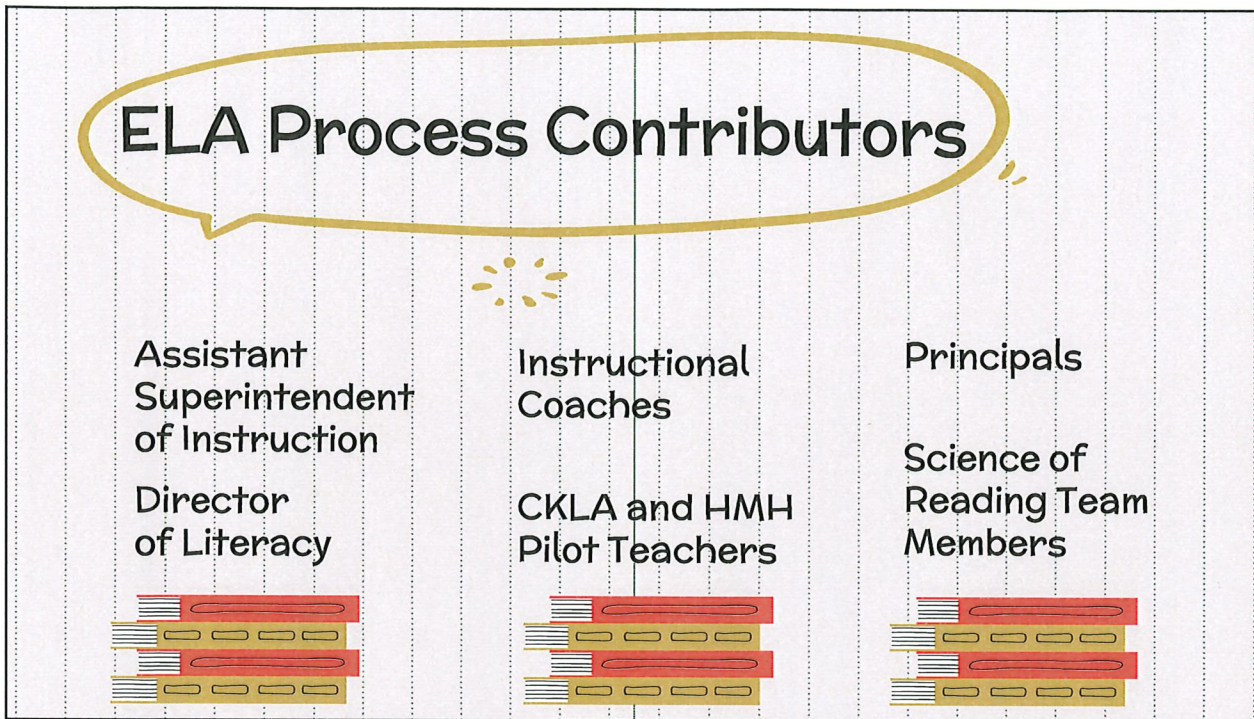 ELA Process Contributors
Assistant
Superintendent
of Instruction
Director
of Literacy
Instructional
Coaches
CKLA and HMH
Pilot Teachers
Principals
Science of
Reading Team
Members